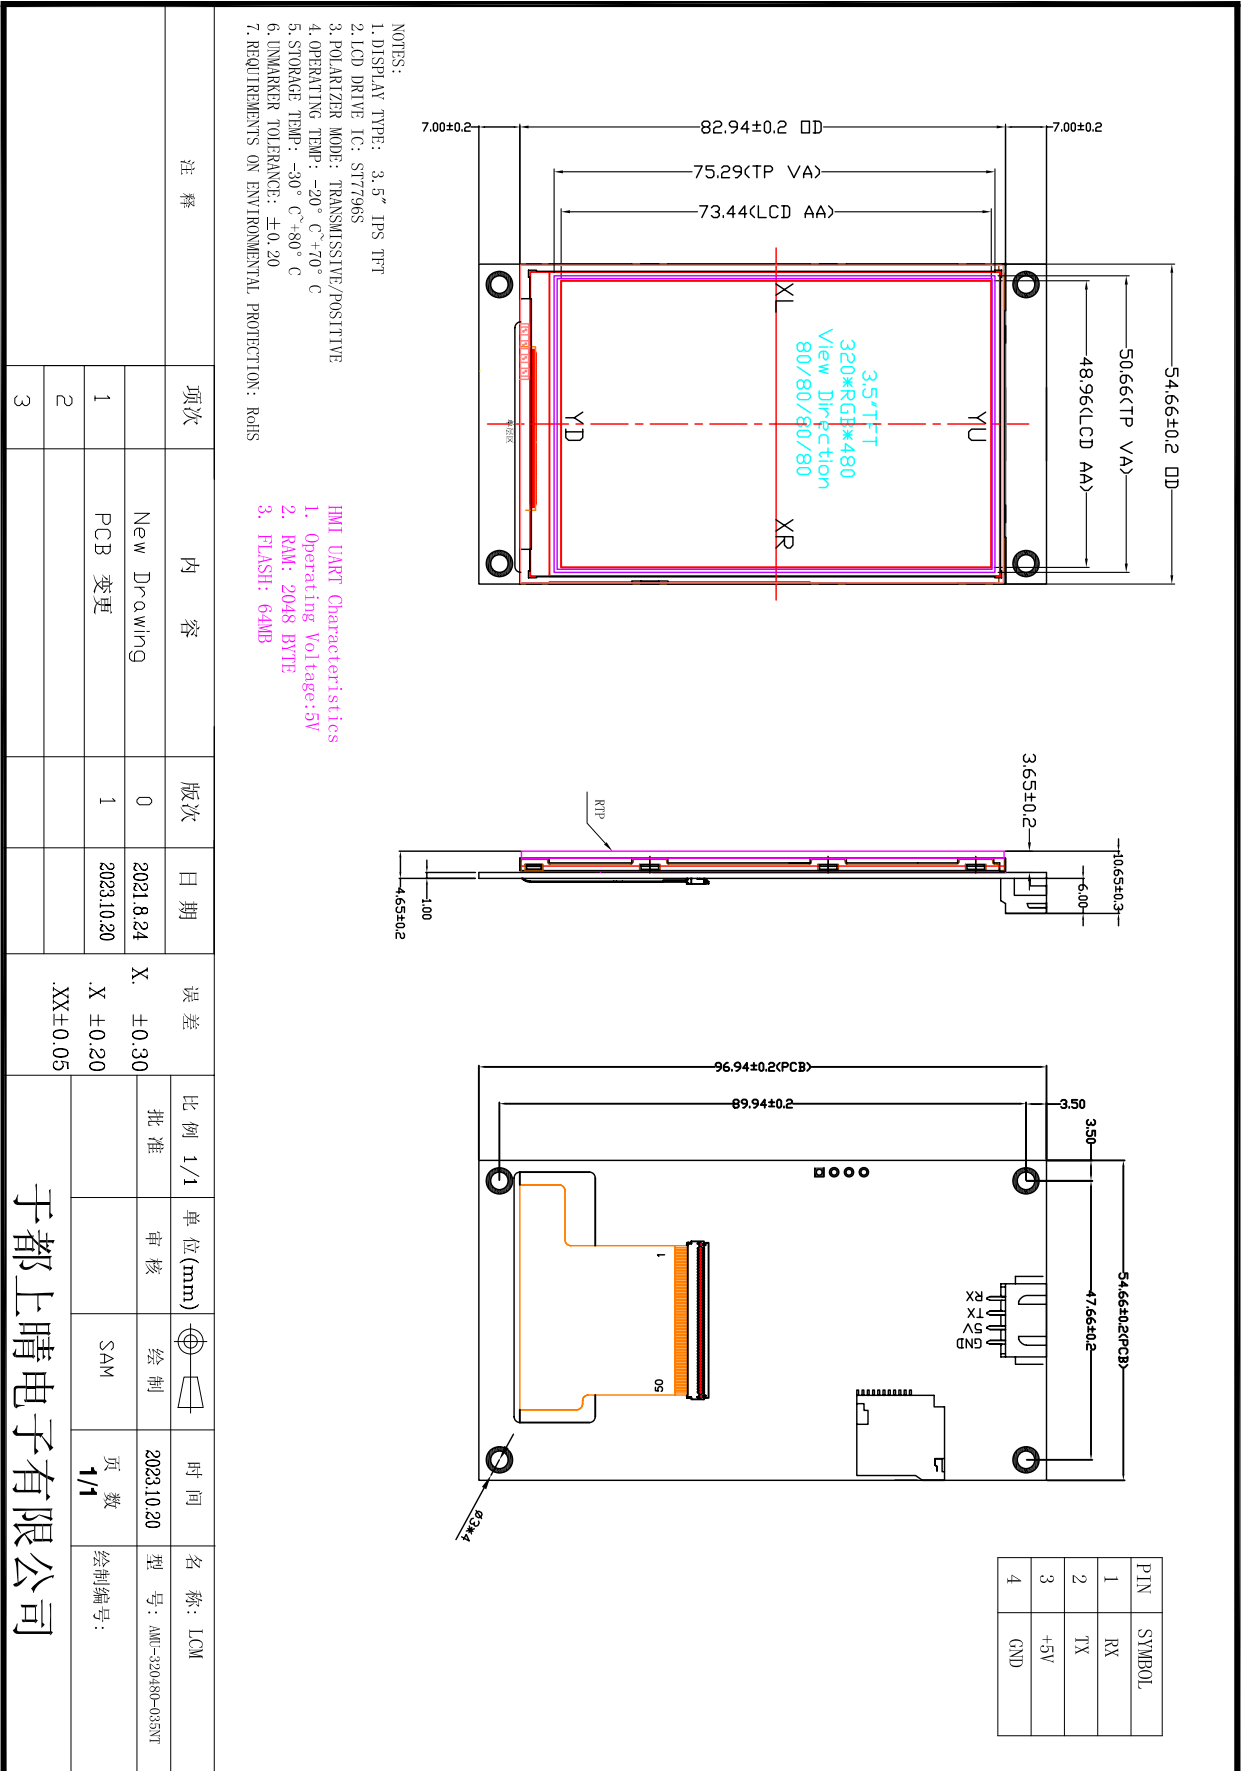 54.66±0.2 OD
50.66(TP VA)
48.96(LCD AA)
7.00±0.2
82.94±0.2 OD
7.00±0.2
75.29(TP VA)
73.44(LCD AA)
3.5"TFT
320*RGB*480
View Direction
80/80/80/80
XL
XR
YU
YD
3.65±0.2
10.65±0.3
6.00
1.00
4.65±0.2
RTP
96.94±0.2(PCB)
89.94±0.2
3.50
3.50
54.66±0.2(PCB)
47.66±0.2
RX
TX
5V
GND
1
50
Ø3*4
PIN SYMBOL
1 RX
2 TX
3 +5V
4 GND
NOTES:
1. DISPLAY TYPE: 3.5" IPS TFT
2. LCD DRIVE IC: ST7796S
3. POLARIZER MODE: TRANSMISSIVE/POSITIVE
4. OPERATING TEMP: -20° C~+70° C
5. STORAGE TEMP: -30° C~+80° C
6. UNMARKER TOLERANCE: ±0.20
7. REQUIREMENTS ON ENVIRONMENTAL PROTECTION: RoHS
HMI UART Characteristics
1. Operating Voltage:5V
2. RAM: 2048 BYTE
3. FLASH: 64MB
注 释
项次 内 容 版次 日 期
New Drawing 0 2021.8.24
1 PCB 变更 1 2023.10.20
2
3
误 差
X. ±0.30
.X ±0.20
.XX±0.05
比 例 1/1 单 位(mm) 时 间 名 称: LCM
批 准 审 核 绘 制 2023.10.20 型 号: AMU-320480-035NT
SAM 页 数 1/1 绘制编号:
于都上晴电子有限公司